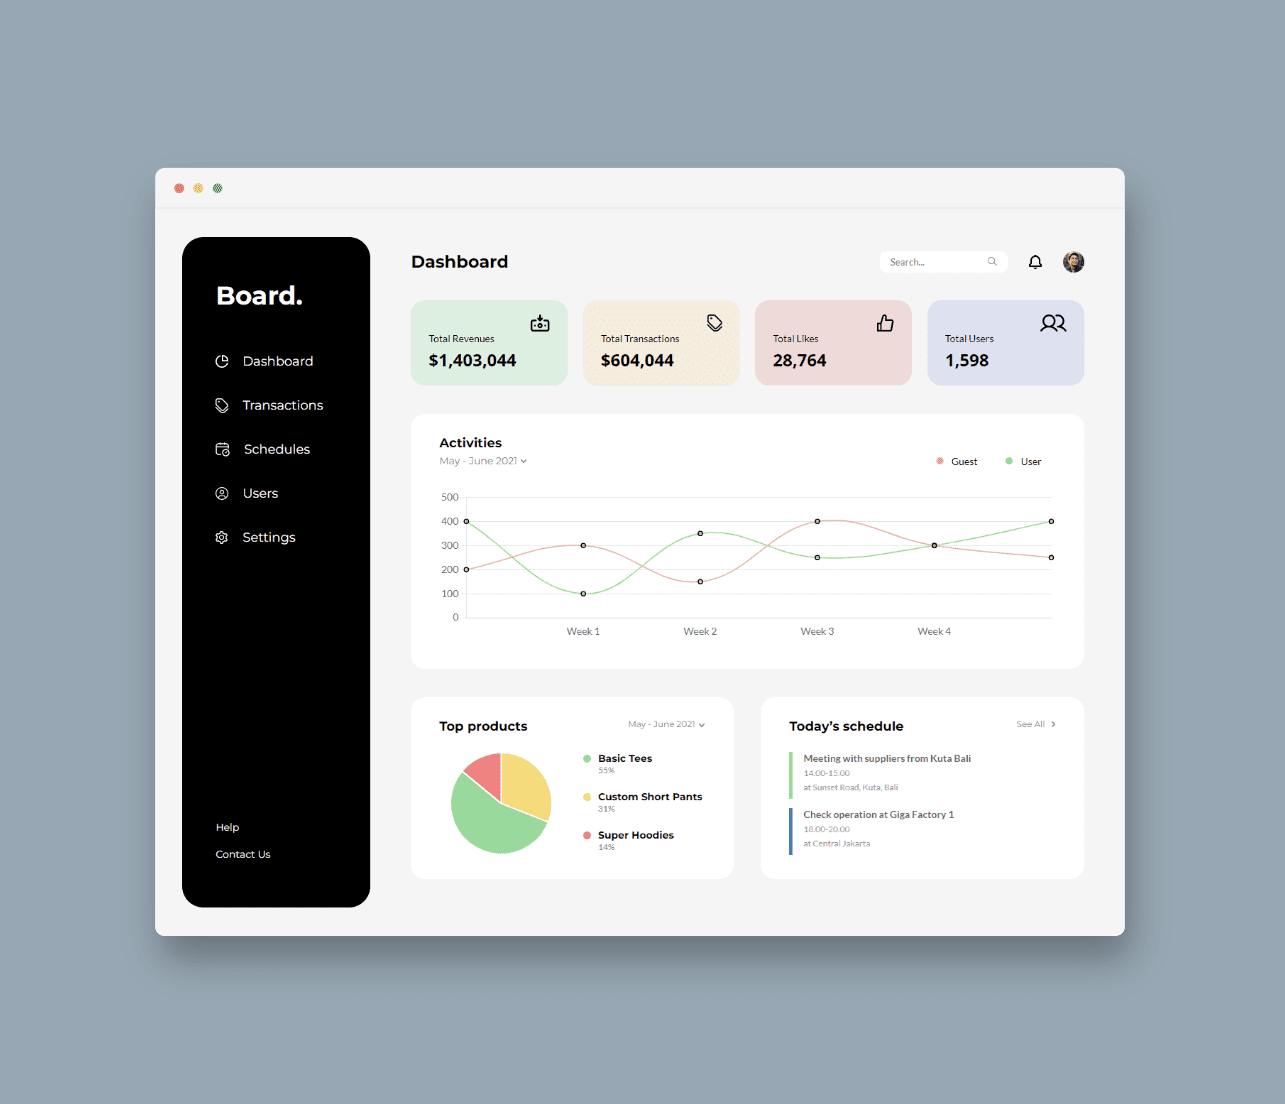 Board.
Dashboard
Transactions
Schedules
Users
Settings
Help
Contact Us
Dashboard
Search...
Total Revenues
$1,403,044
Total Transactions
$604,044
Total Likes
28,764
Total Users
1,598
Activities
May - June 2021
Guest
User
500
400
300
200
100
0
Week 1
Week 2
Week 3
Week 4
Top products
May - June 2021
Basic Tees
55%
Custom Short Pants
31%
Super Hoodies
14%
Today's schedule
See All
Meeting with suppliers from Kuta Bali
14.00-15.00
at Sunset Road, Kuta, Bali
Check operation at Giga Factory 1
18.00-20.00
at Central Jakarta